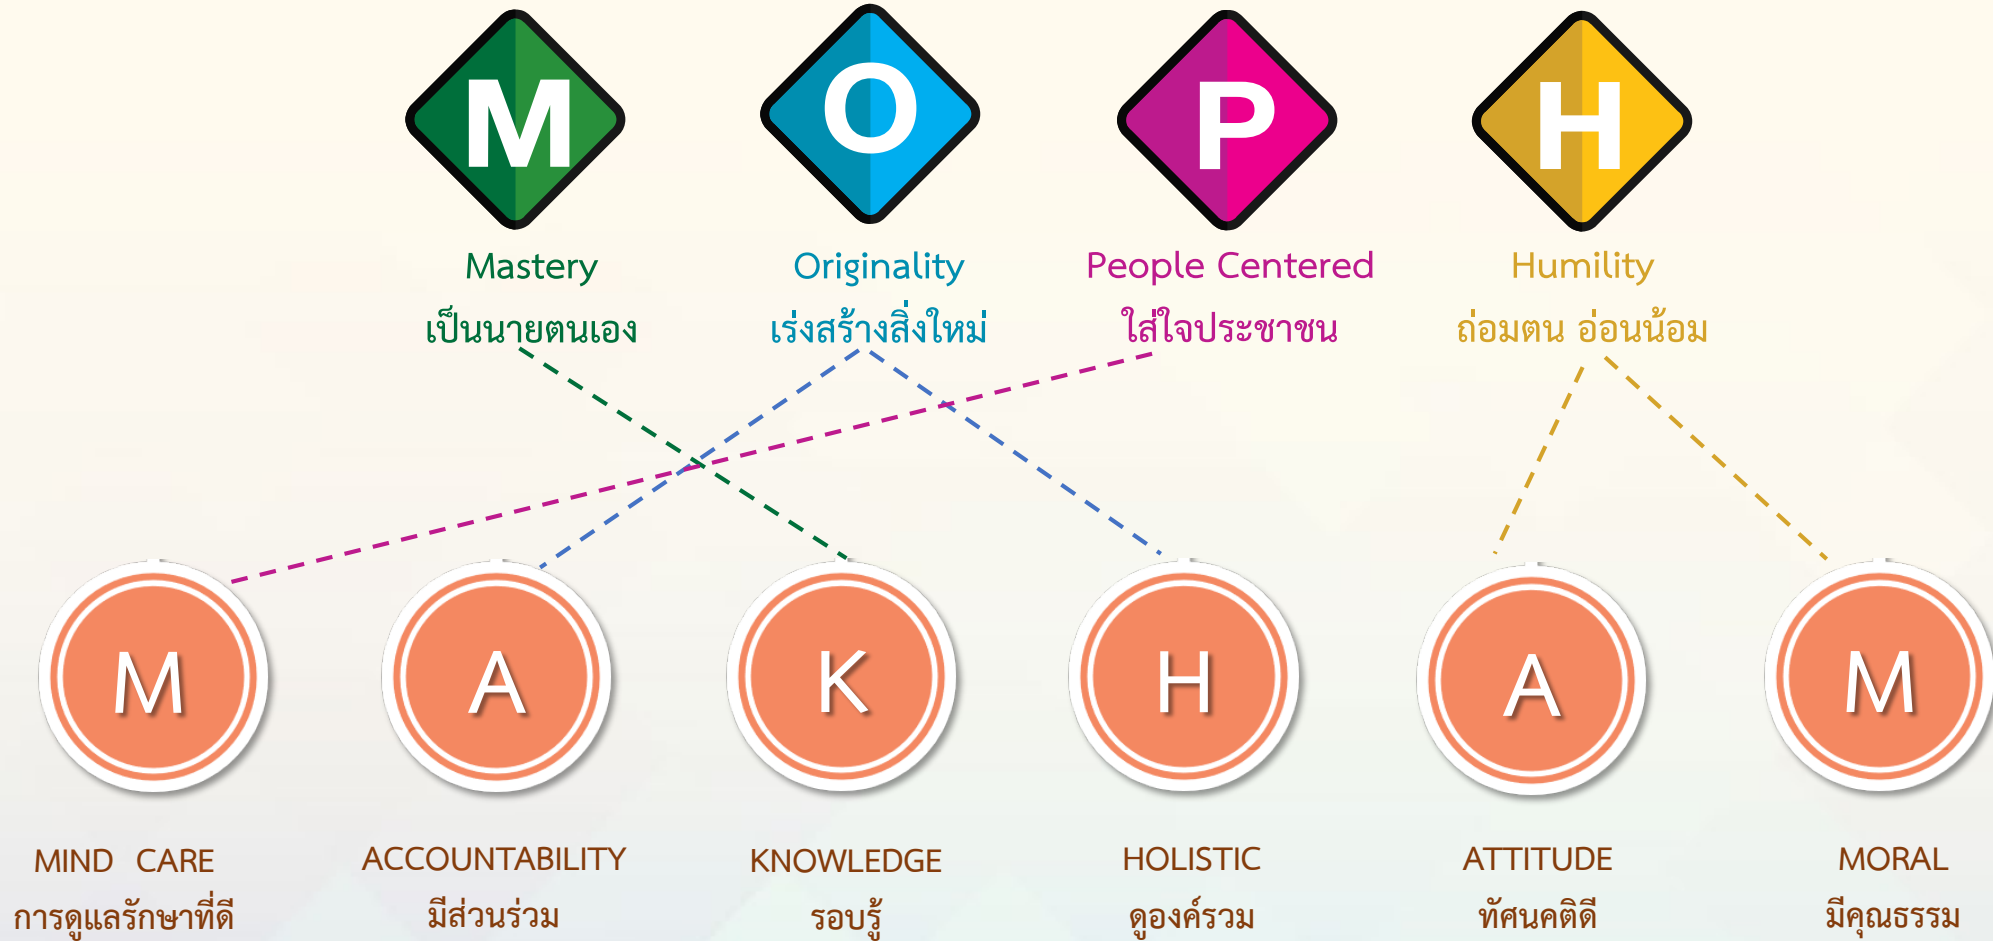 M O P H
Mastery Originality People Centered Humility
เป็นนายตนเอง เร่งสร้างสิ่งใหม่ ใส่ใจประชาชน ถ่อมตน อ่อนน้อม
M A K H A M
MIND CARE ACCOUNTABILITY KNOWLEDGE HOLISTIC ATTITUDE MORAL
การดูแลรักษาที่ดี มีส่วนร่วม รอบรู้ ดูองค์รวม ทัศนคติดี มีคุณธรรม